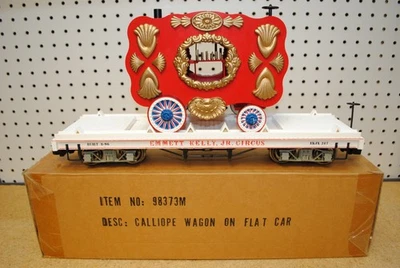 EMMETT KELLY, JR. CIRCUS
ITEM NO: 98373M
DESC: CALLIOPE WAGON ON FLAT CAR